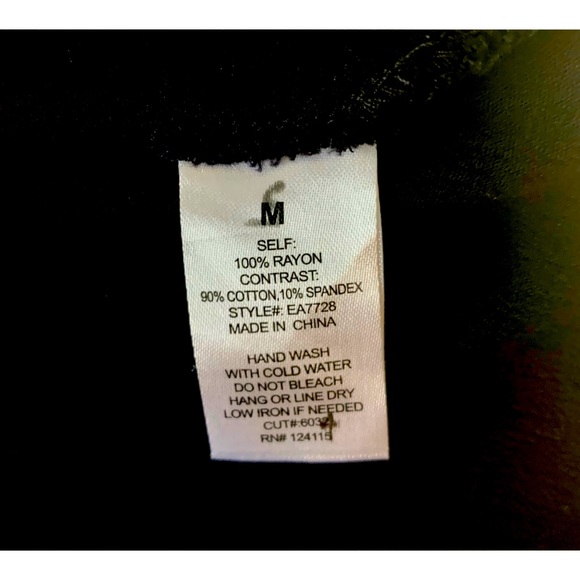 M
SELF:
100% RAYON
CONTRAST:
90% COTTON,10% SPANDEX
STYLE#: EA7728
MADE IN CHINA
HAND WASH
WITH COLD WATER
DO NOT BLEACH
HANG OR LINE DRY
LOW IRON IF NEEDED
CUT#:
RN# 124115